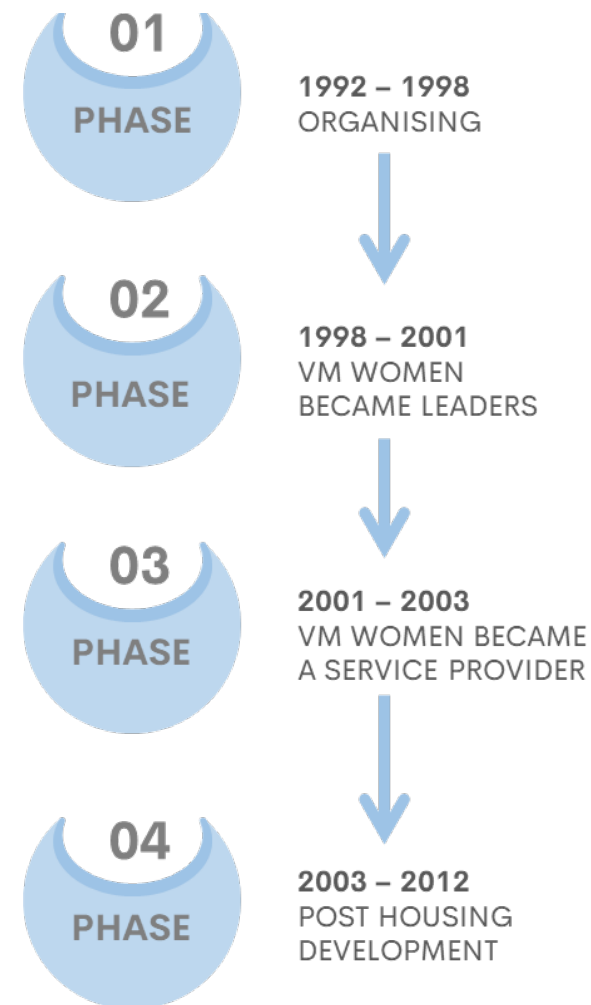 01
PHASE
1992 – 1998
ORGANISING
02
PHASE
1998 – 2001
VM WOMEN
BECAME LEADERS
03
PHASE
2001 – 2003
VM WOMEN BECAME
A SERVICE PROVIDER
04
PHASE
2003 – 2012
POST HOUSING
DEVELOPMENT